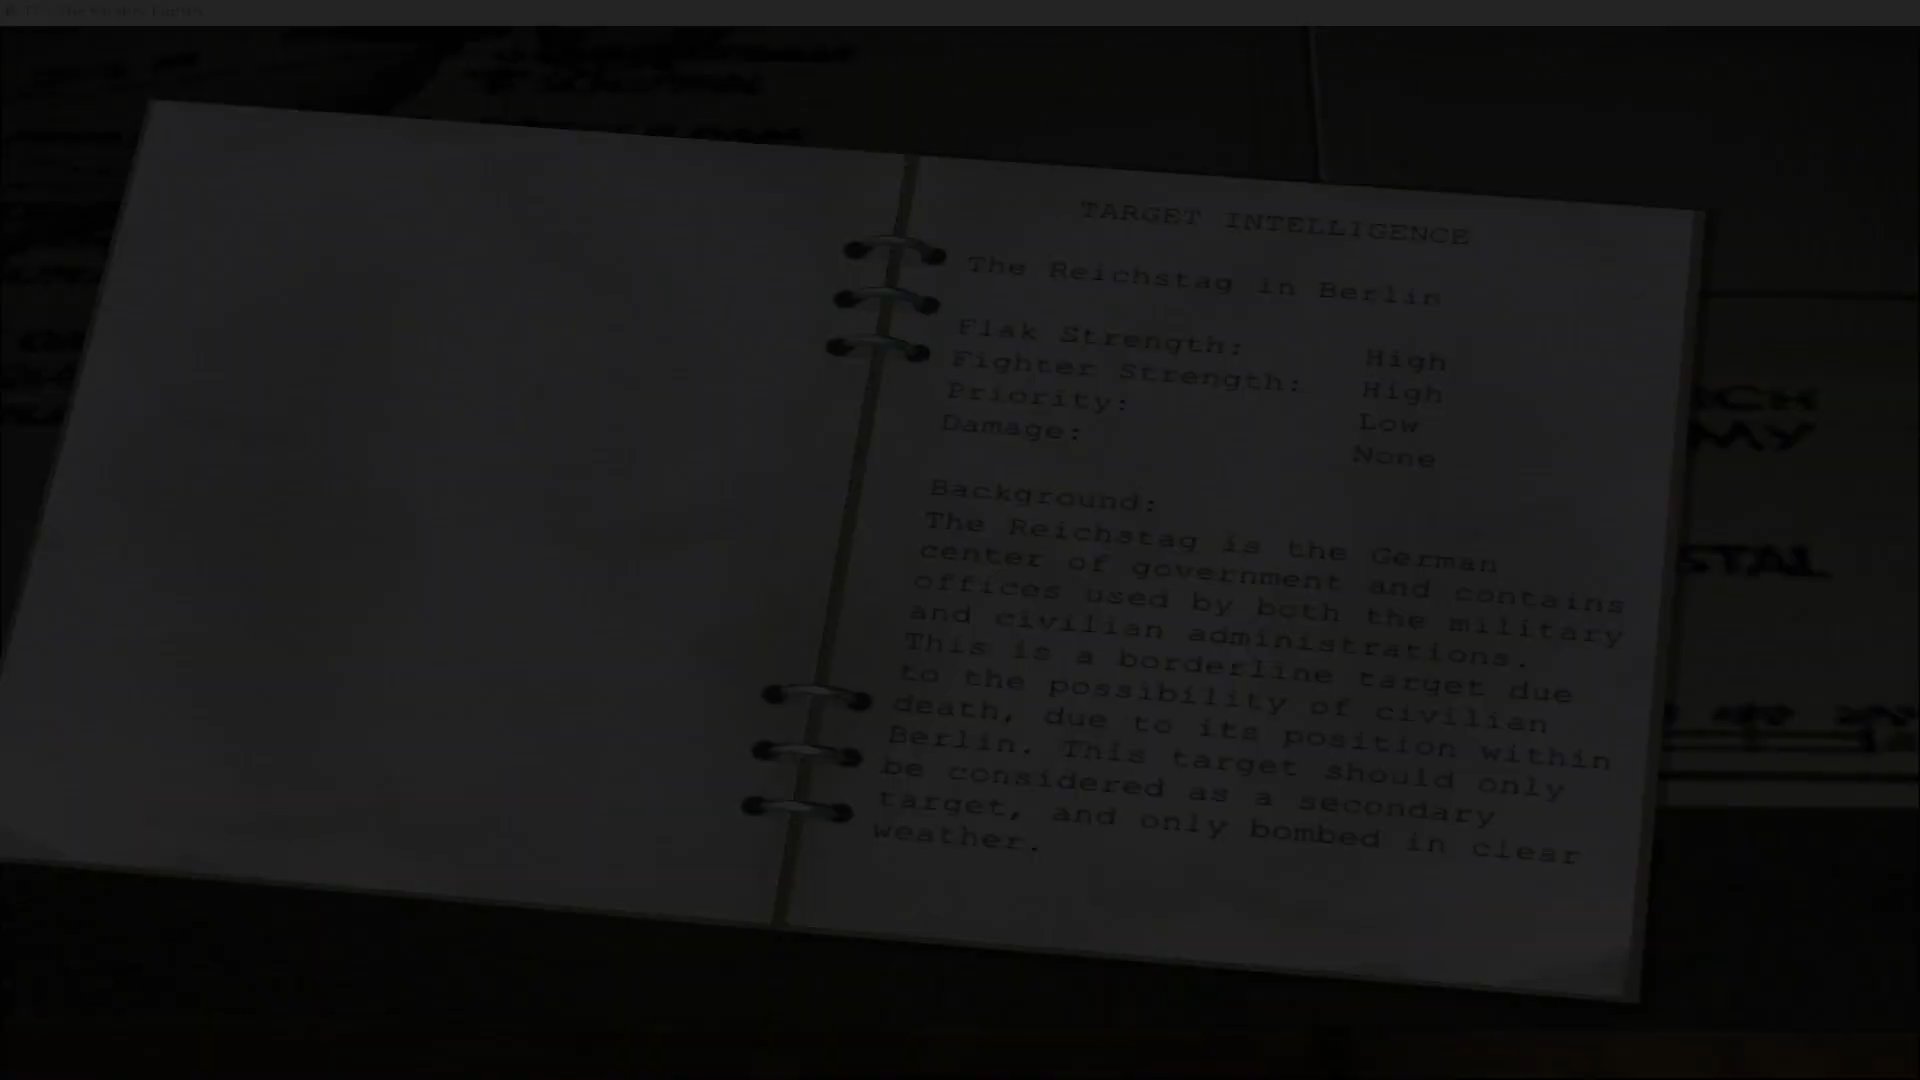 TARGET INTELLIGENCE
The Reichstag in Berlin
Flak Strength: High
Fighter Strength: High
Priority: Low
Damage: None
Background:
The Reichstag is the German
center of government and contains
offices used by both the military
and civilian administrations.
This is a borderline target due
to the possibility of civilian
death, due to its position within
Berlin. This target should only
be considered as a secondary
target, and only bombed in clear
weather.